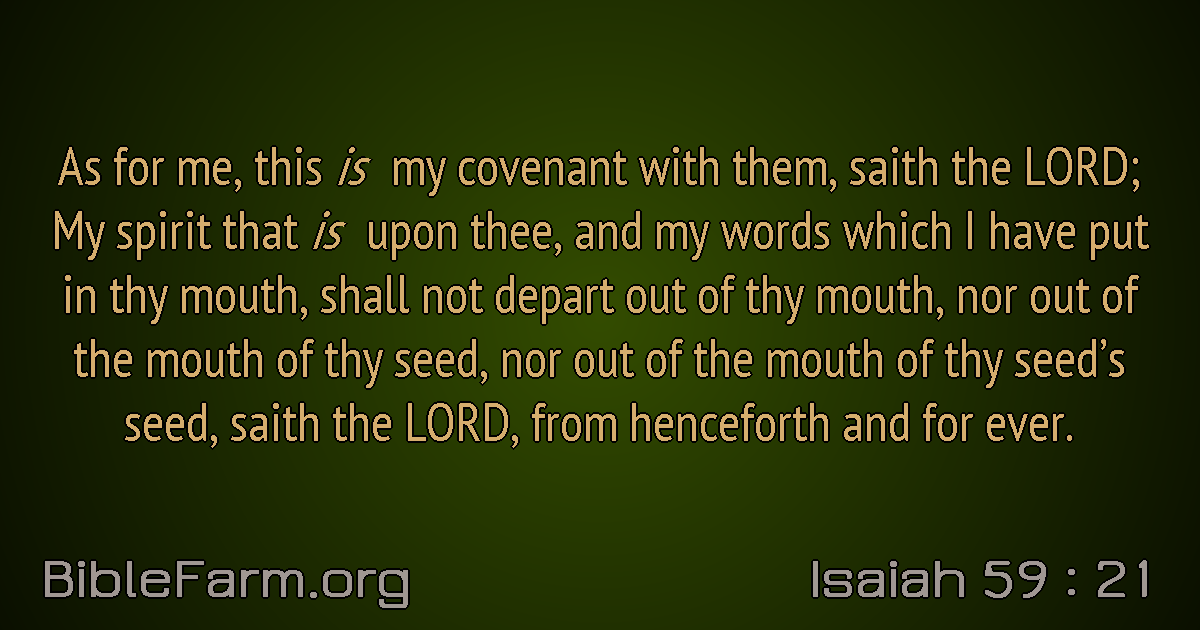 As for me, this is my covenant with them, saith the LORD;
My spirit that is upon thee, and my words which I have put
in thy mouth, shall not depart out of thy mouth, nor out of
the mouth of thy seed, nor out of the mouth of thy seed’s
seed, saith the LORD, from henceforth and for ever.
BibleFarm.org
Isaiah 59 : 21